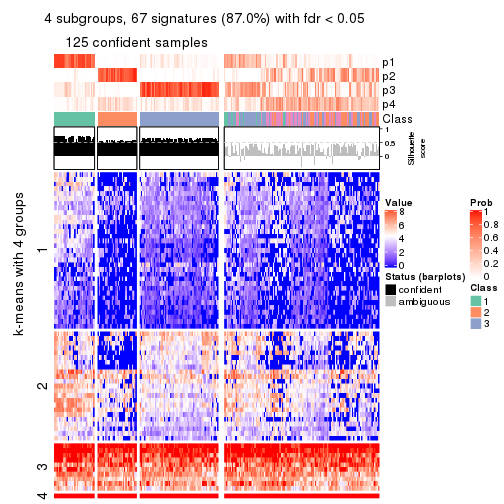 4 subgroups, 67 signatures (87.0%) with fdr < 0.05
125 confident samples
p1
p2
p3
p4
Class
1
0.5
0
Silhouette
score
k-means with 4 groups
1
2
3
4
Value
8
6
4
2
0
Status (barplots)
confident
ambiguous
Prob
1
0.8
0.6
0.4
0.2
0
Class
1
2
3